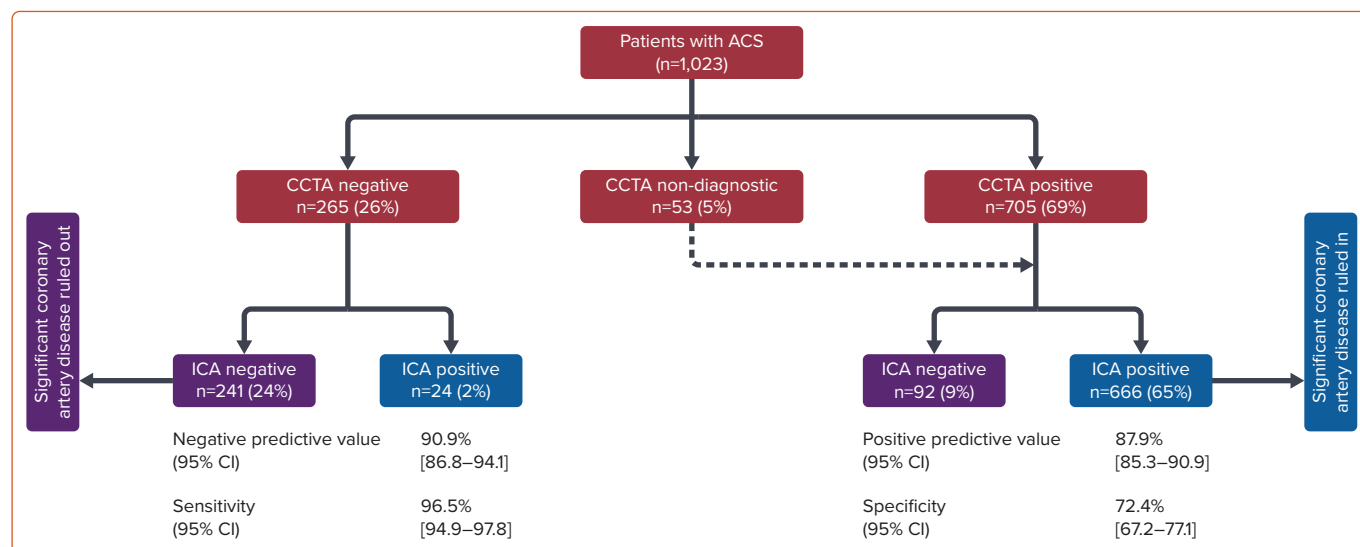 Patients with ACS
(n=1,023)
CCTA negative
n=265 (26%)
CCTA non-diagnostic
n=53 (5%)
CCTA positive
n=705 (69%)
Significant coronary
artery disease ruled out
Significant coronary
artery disease ruled in
ICA negative
n=241 (24%)
ICA positive
n=24 (2%)
ICA negative
n=92 (9%)
ICA positive
n=666 (65%)
Negative predictive value 90.9%
(95% CI) [86.8–94.1]
Sensitivity 96.5%
(95% CI) [94.9–97.8]
Positive predictive value 87.9%
(95% CI) [85.3–90.9]
Specificity 72.4%
(95% CI) [67.2–77.1]